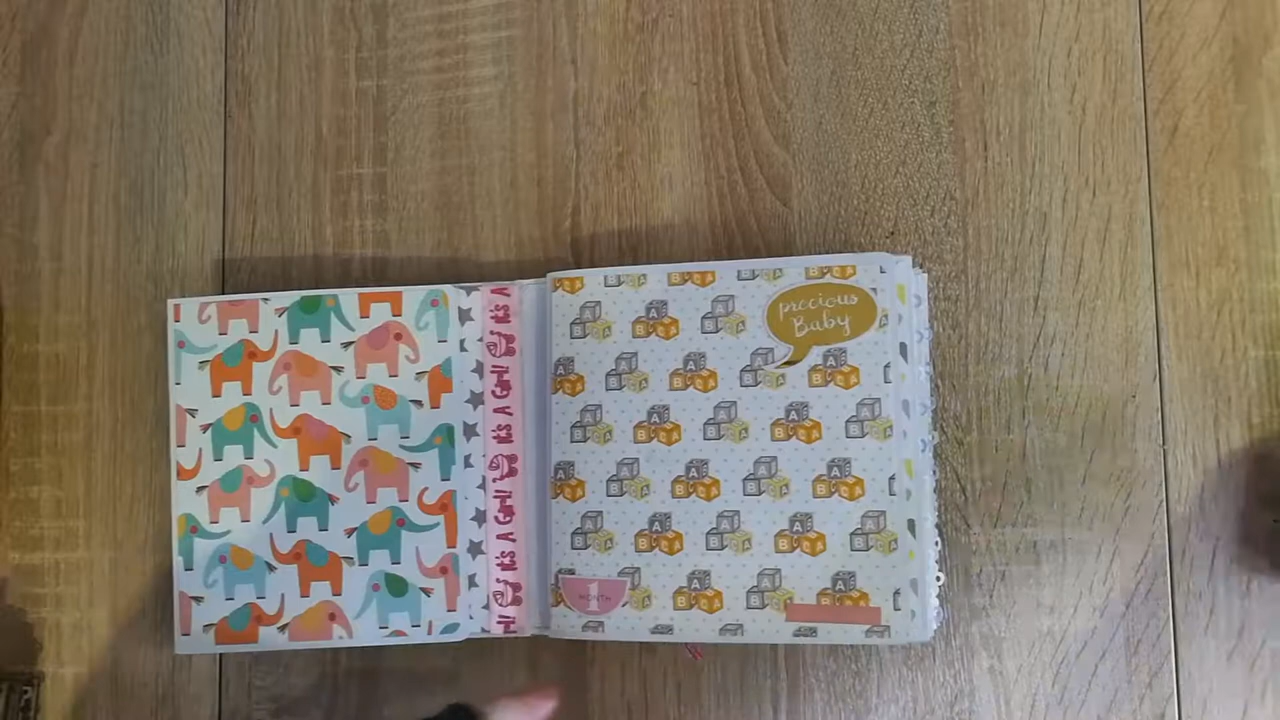 It's A
It's A Girl!
It's A Girl!
H!
precious
Baby
1
MONTH